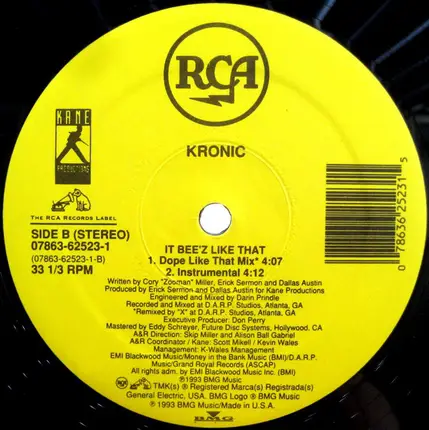 RCA
KANE
PRODUCTIONS
KRONIC
THE RCA RECORDS LABEL
SIDE B (STEREO)
07863-62523-1
(07863-62523-1-B)
33 1/3 RPM
IT BEE'Z LIKE THAT
1. Dope Like That Mix* 4:07
2. Instrumental 4:12
0 78636 25231 5
Written by Cory "Zooman" Miller, Erick Sermon and Dallas Austin
Produced by Erick Sermon and Dallas Austin for Kane Productions
Engineered and Mixed by Darin Prindle
Recorded and Mixed at D.A.R.P. Studios, Atlanta, GA
*Remixed by "X" at D.A.R.P. Studios, Atlanta, GA
Executive Producer: Don Perry
Mastered by Eddy Schreyer, Future Disc Systems, Hollywood, CA
A&R Direction: Skip Miller and Alison Ball Gabriel
A&R Coordinator / Kane: Scott Mikell / Kevin Wales
Management: K-Wales Management
EMI Blackwood Music/Money in the Bank Music (BMI)/D.A.R.P.
Music/Grand Royal Records (ASCAP)
All rights adm. by EMI Blackwood Music Inc. (BMI)
℗1993 BMG Music
TMK(s) ® Registered Marca(s) Registrada(s)
General Electric, USA. BMG Logo ® BMG Music
℗ 1993 BMG Music • Made in U.S.A.
BMG